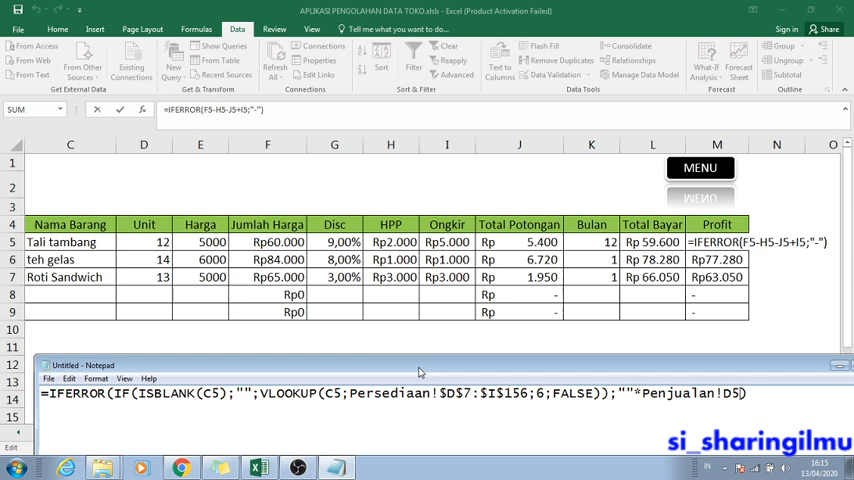 APLIKASI PENGOLAHAN DATA TOKO.xlsb - Excel (Product Activation Failed)
File Home Insert Page Layout Formulas Data Review View Tell me what you want to do... Sign in Share
From Access From Other Sources Existing Connections New Query Show Queries Refresh All Connections Sort Filter Clear Text to Columns Flash Fill Consolidate What-If Analysis Forecast Sheet Group
From Web From Table Properties Reapply Remove Duplicates Relationships Ungroup
From Text Recent Sources Edit Links Advanced Data Validation Manage Data Model Subtotal
Get External Data Get & Transform Connections Sort & Filter Data Tools Forecast Outline
SUM =IFERROR(F5-H5-J5+I5;"-")
C D E F G H I J K L M N O
1 MENU
2
3
4 Nama Barang Unit Harga Jumlah Harga Disc HPP Ongkir Total Potongan Bulan Total Bayar Profit
5 Tali tambang 12 5000 Rp60.000 9,00% Rp2.000 Rp5.000 Rp 5.400 12 Rp 59.600 =IFERROR(F5-H5-J5+I5;"-")
6 teh gelas 14 6000 Rp84.000 8,00% Rp1.000 Rp1.000 Rp 6.720 1 Rp 78.280 Rp77.280
7 Roti Sandwich 13 5000 Rp65.000 3,00% Rp3.000 Rp3.000 Rp 1.950 1 Rp 66.050 Rp63.050
8 Rp0 Rp - - -
9 Rp0 Rp - - -
10
11
12 Untitled - Notepad
13 File Edit Format View Help
14 =IFERROR(IF(ISBLANK(C5);"";VLOOKUP(C5;Persediaan!$D$7:$I$156;6;FALSE));""*Penjualan!D5)
15
si_sharingilmu
Edit
IN 16:15
13/04/2020